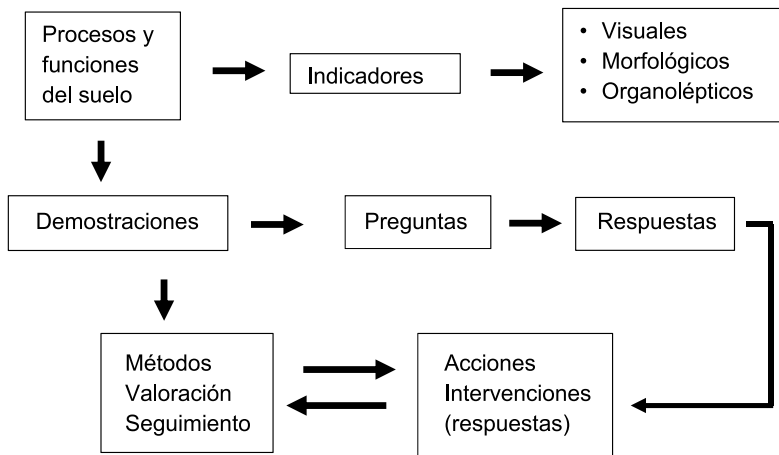 Procesos y
funciones
del suelo
Indicadores
• Visuales
• Morfológicos
• Organolépticos
Demostraciones
Preguntas
Respuestas
Métodos
Valoración
Seguimiento
Acciones
Intervenciones
(respuestas)